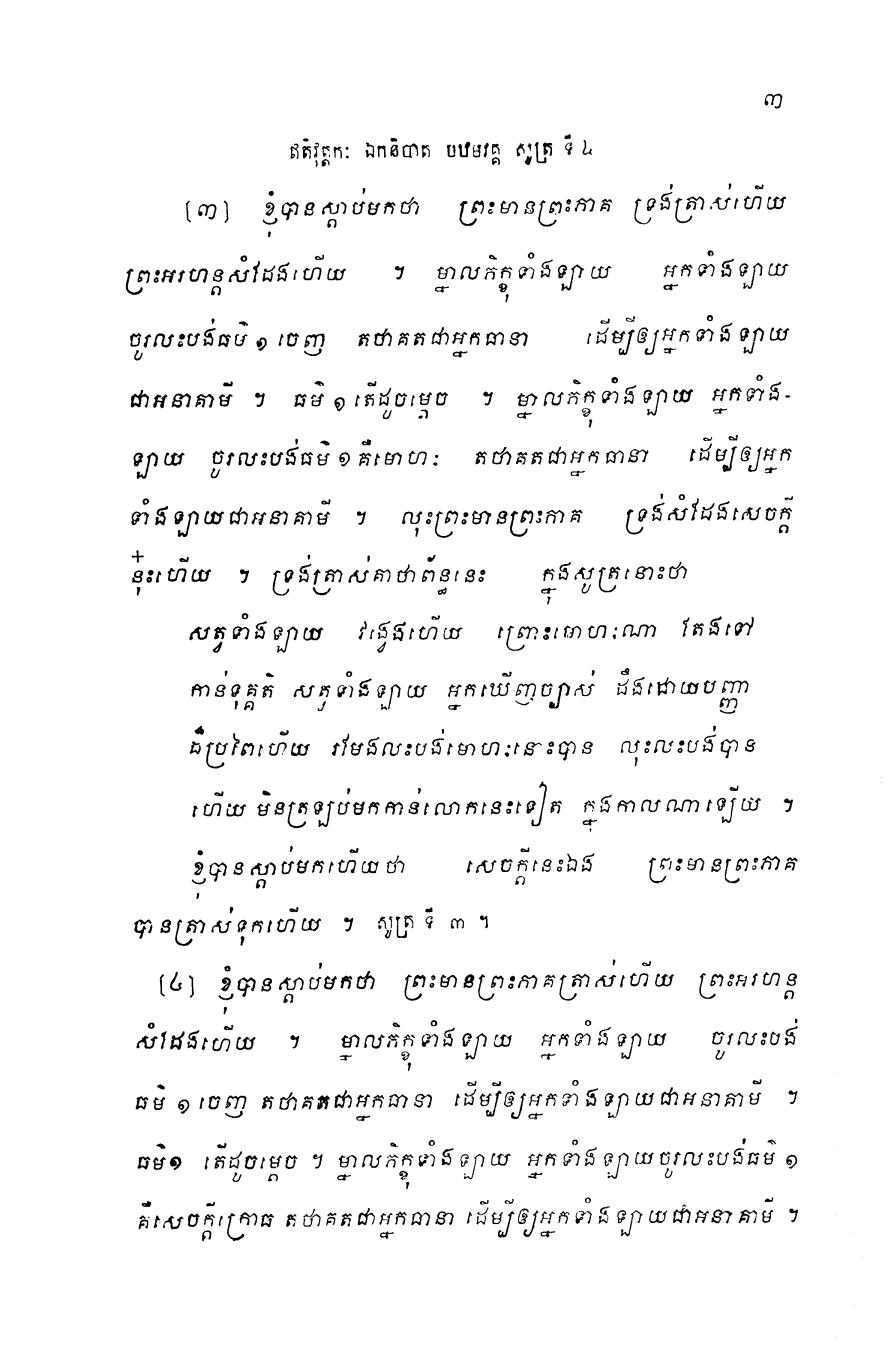 ៣
ឥតិវុត្តកៈ ឯកនិបាត បឋមវគ្គ សូត្រ ទី ៤
(៣) ខ្ញុំបានស្តាប់មកថា ព្រះមានព្រះភាគ ទ្រង់ត្រាស់ហើយ
ព្រះអរហន្តសំដែងហើយ ។ ម្នាលភិក្ខុទាំងឡាយ អ្នកទាំងឡាយ
ចូរលះបង់ធម៌ ១ ចេញ តថាគតជាអ្នកធានា ដើម្បីឲ្យអ្នកទាំងឡាយ
ជាអនាគាមី ។ ធម៌ ១ តើដូចម្តេច ។ ម្នាលភិក្ខុទាំងឡាយ អ្នកទាំង-
ឡាយ ចូរលះបង់ធម៌ ១ គឺមោហៈ តថាគតជាអ្នកធានា ដើម្បីឲ្យអ្នក
ទាំងឡាយជាអនាគាមី ។ លុះព្រះមានព្រះភាគ ទ្រង់សំដែងសេចក្តី
នុ៎ះហើយ ។ ទ្រង់ត្រាស់គាថាព័ន្ធនេះ ក្នុងសូត្រនោះថា
សត្វទាំងឡាយ វង្វេងហើយ ព្រោះមោហៈណា តែងទៅ
កាន់ទុគ្គតិ សត្វទាំងឡាយ អ្នកឃើញច្បាស់ ដឹងដោយបញ្ញា
ដ៏ប្រពៃហើយ រមែងលះបង់មោហៈនោះបាន លុះលះបង់បាន
ហើយ មិនត្រឡប់មកកាន់លោកនេះទៀត ក្នុងកាលណាឡើយ ។
ខ្ញុំបានស្តាប់មកហើយថា សេចក្តីនេះឯង ព្រះមានព្រះភាគ
បានត្រាស់ទុកហើយ ។ សូត្រ ទី ៣ ។
(៤) ខ្ញុំបានស្តាប់មកថា ព្រះមានព្រះភាគត្រាស់ហើយ ព្រះអរហន្ត
សំដែងហើយ ។ ម្នាលភិក្ខុទាំងឡាយ អ្នកទាំងឡាយ ចូរលះបង់
ធម៌ ១ ចេញ តថាគតជាអ្នកធានា ដើម្បីឲ្យអ្នកទាំងឡាយជាអនាគាមី ។
ធម៌១ តើដូចម្តេច ។ ម្នាលភិក្ខុទាំងឡាយ អ្នកទាំងឡាយចូរលះបង់ធម៌ ១
គឺសេចក្តីក្រោធ តថាគតជាអ្នកធានា ដើម្បីឲ្យអ្នកទាំងឡាយជាអនាគាមី ។